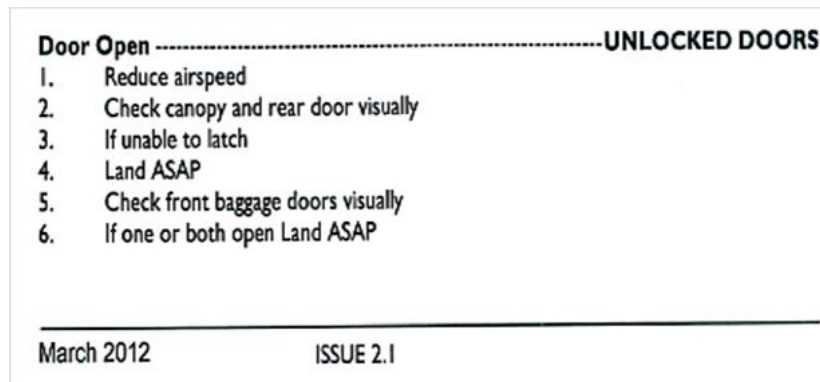 Door Open ----------------------------------------------------------UNLOCKED DOORS
1. Reduce airspeed
2. Check canopy and rear door visually
3. If unable to latch
4. Land ASAP
5. Check front baggage doors visually
6. If one or both open Land ASAP
March 2012 ISSUE 2.1